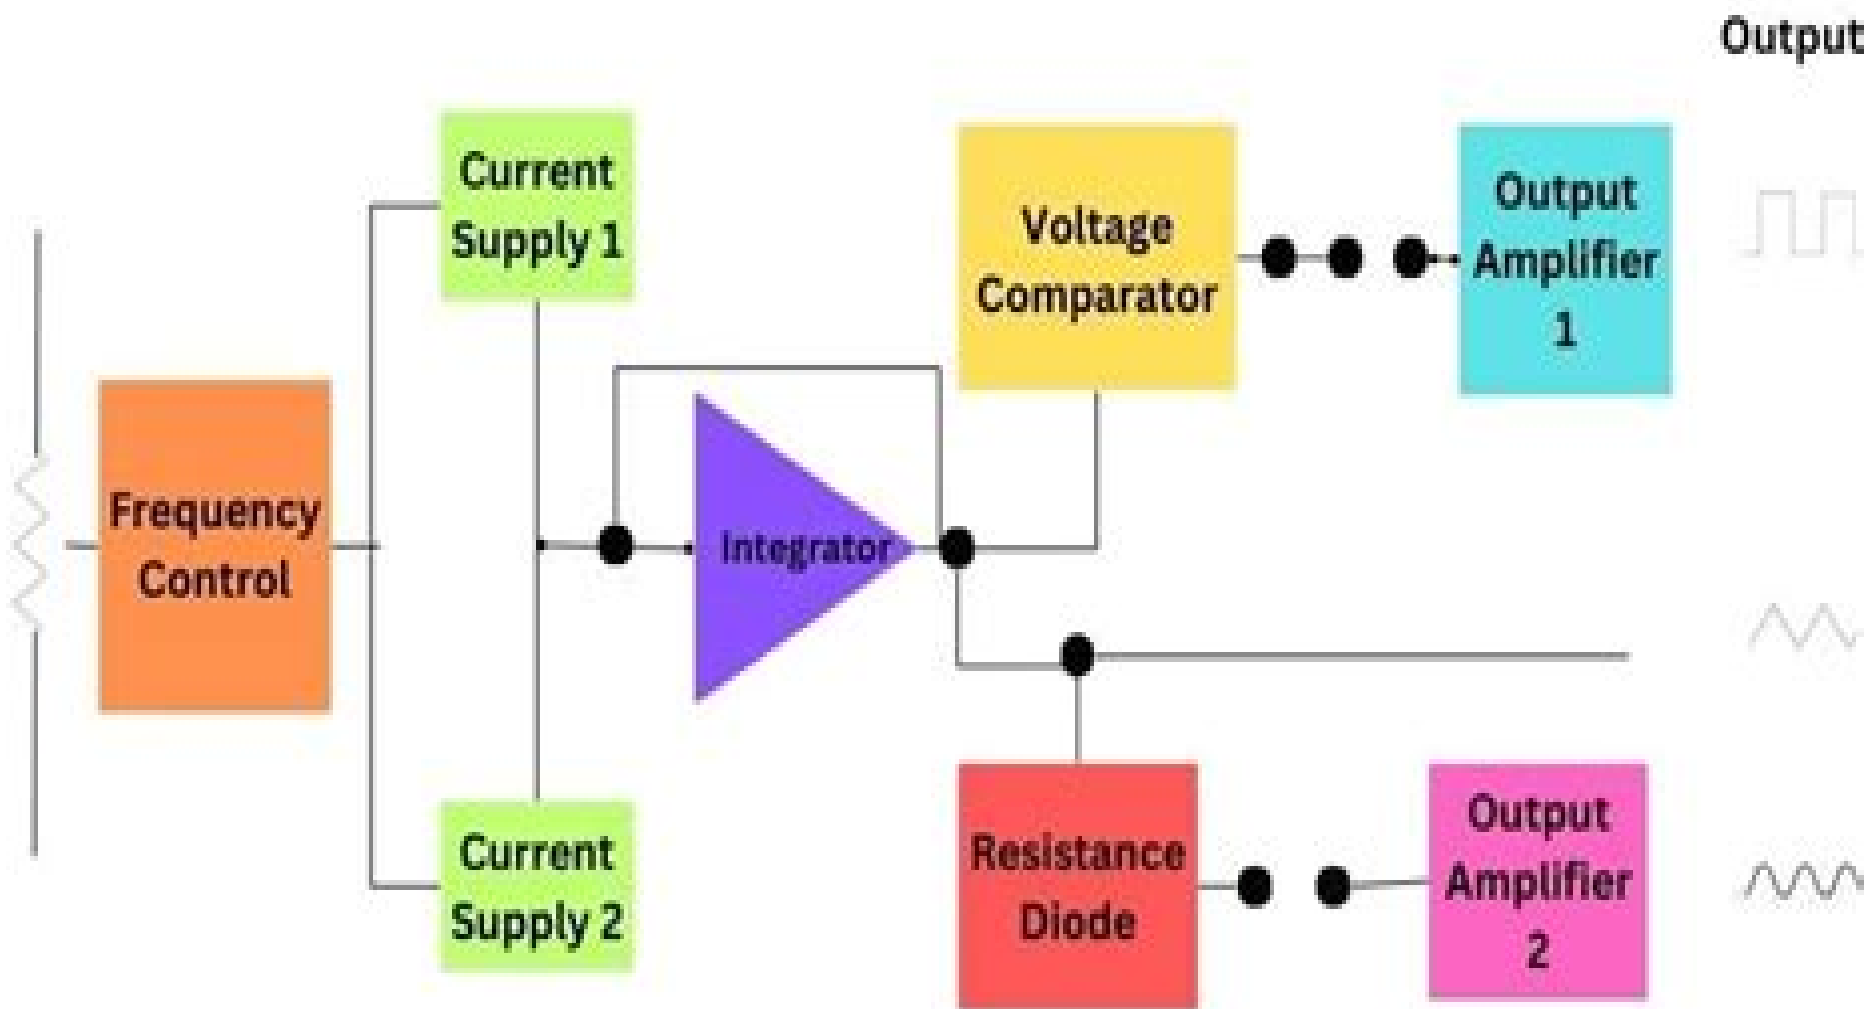 Output
Current
Supply 1
Voltage
Comparator
Output
Amplifier
1
Frequency
Control
Integrator
Current
Supply 2
Resistance
Diode
Output
Amplifier
2